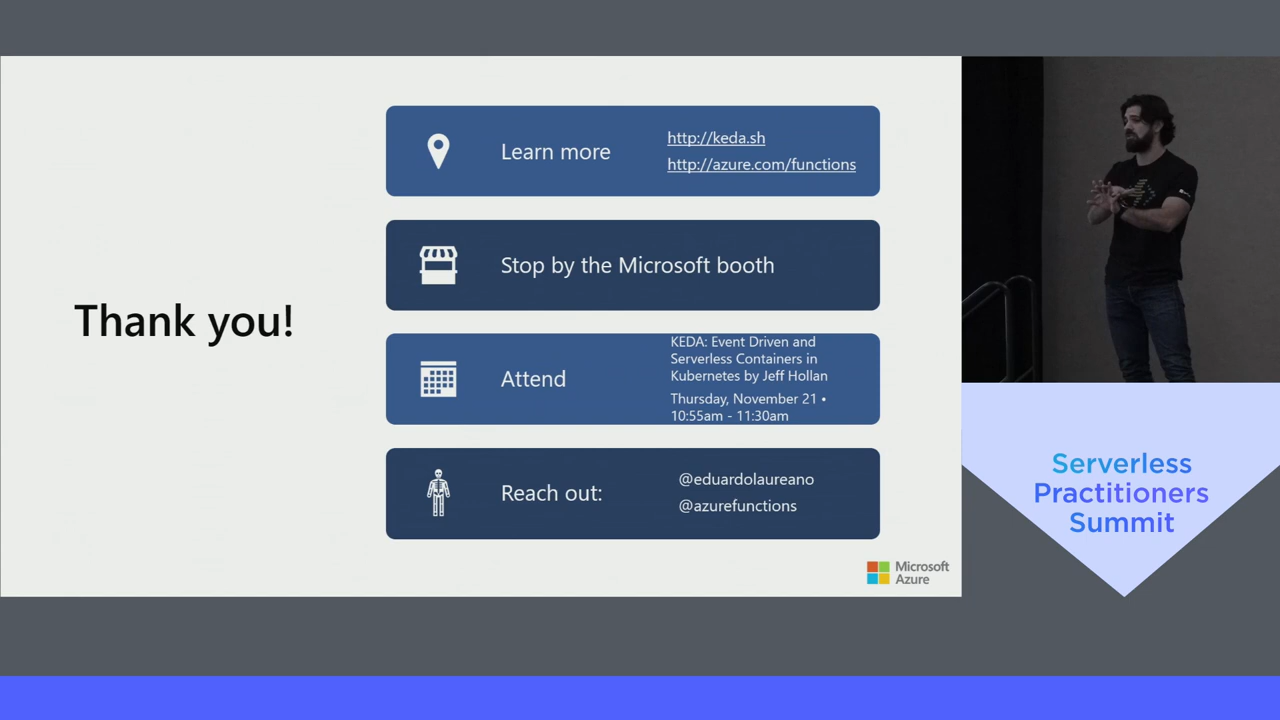 Thank you!
Learn more
http://keda.sh
http://azure.com/functions
Stop by the Microsoft booth
Attend
KEDA: Event Driven and
Serverless Containers in
Kubernetes by Jeff Hollan
Thursday, November 21 •
10:55am - 11:30am
Reach out:
@eduardolaureano
@azurefunctions
Microsoft
Azure
Serverless
Practitioners
Summit